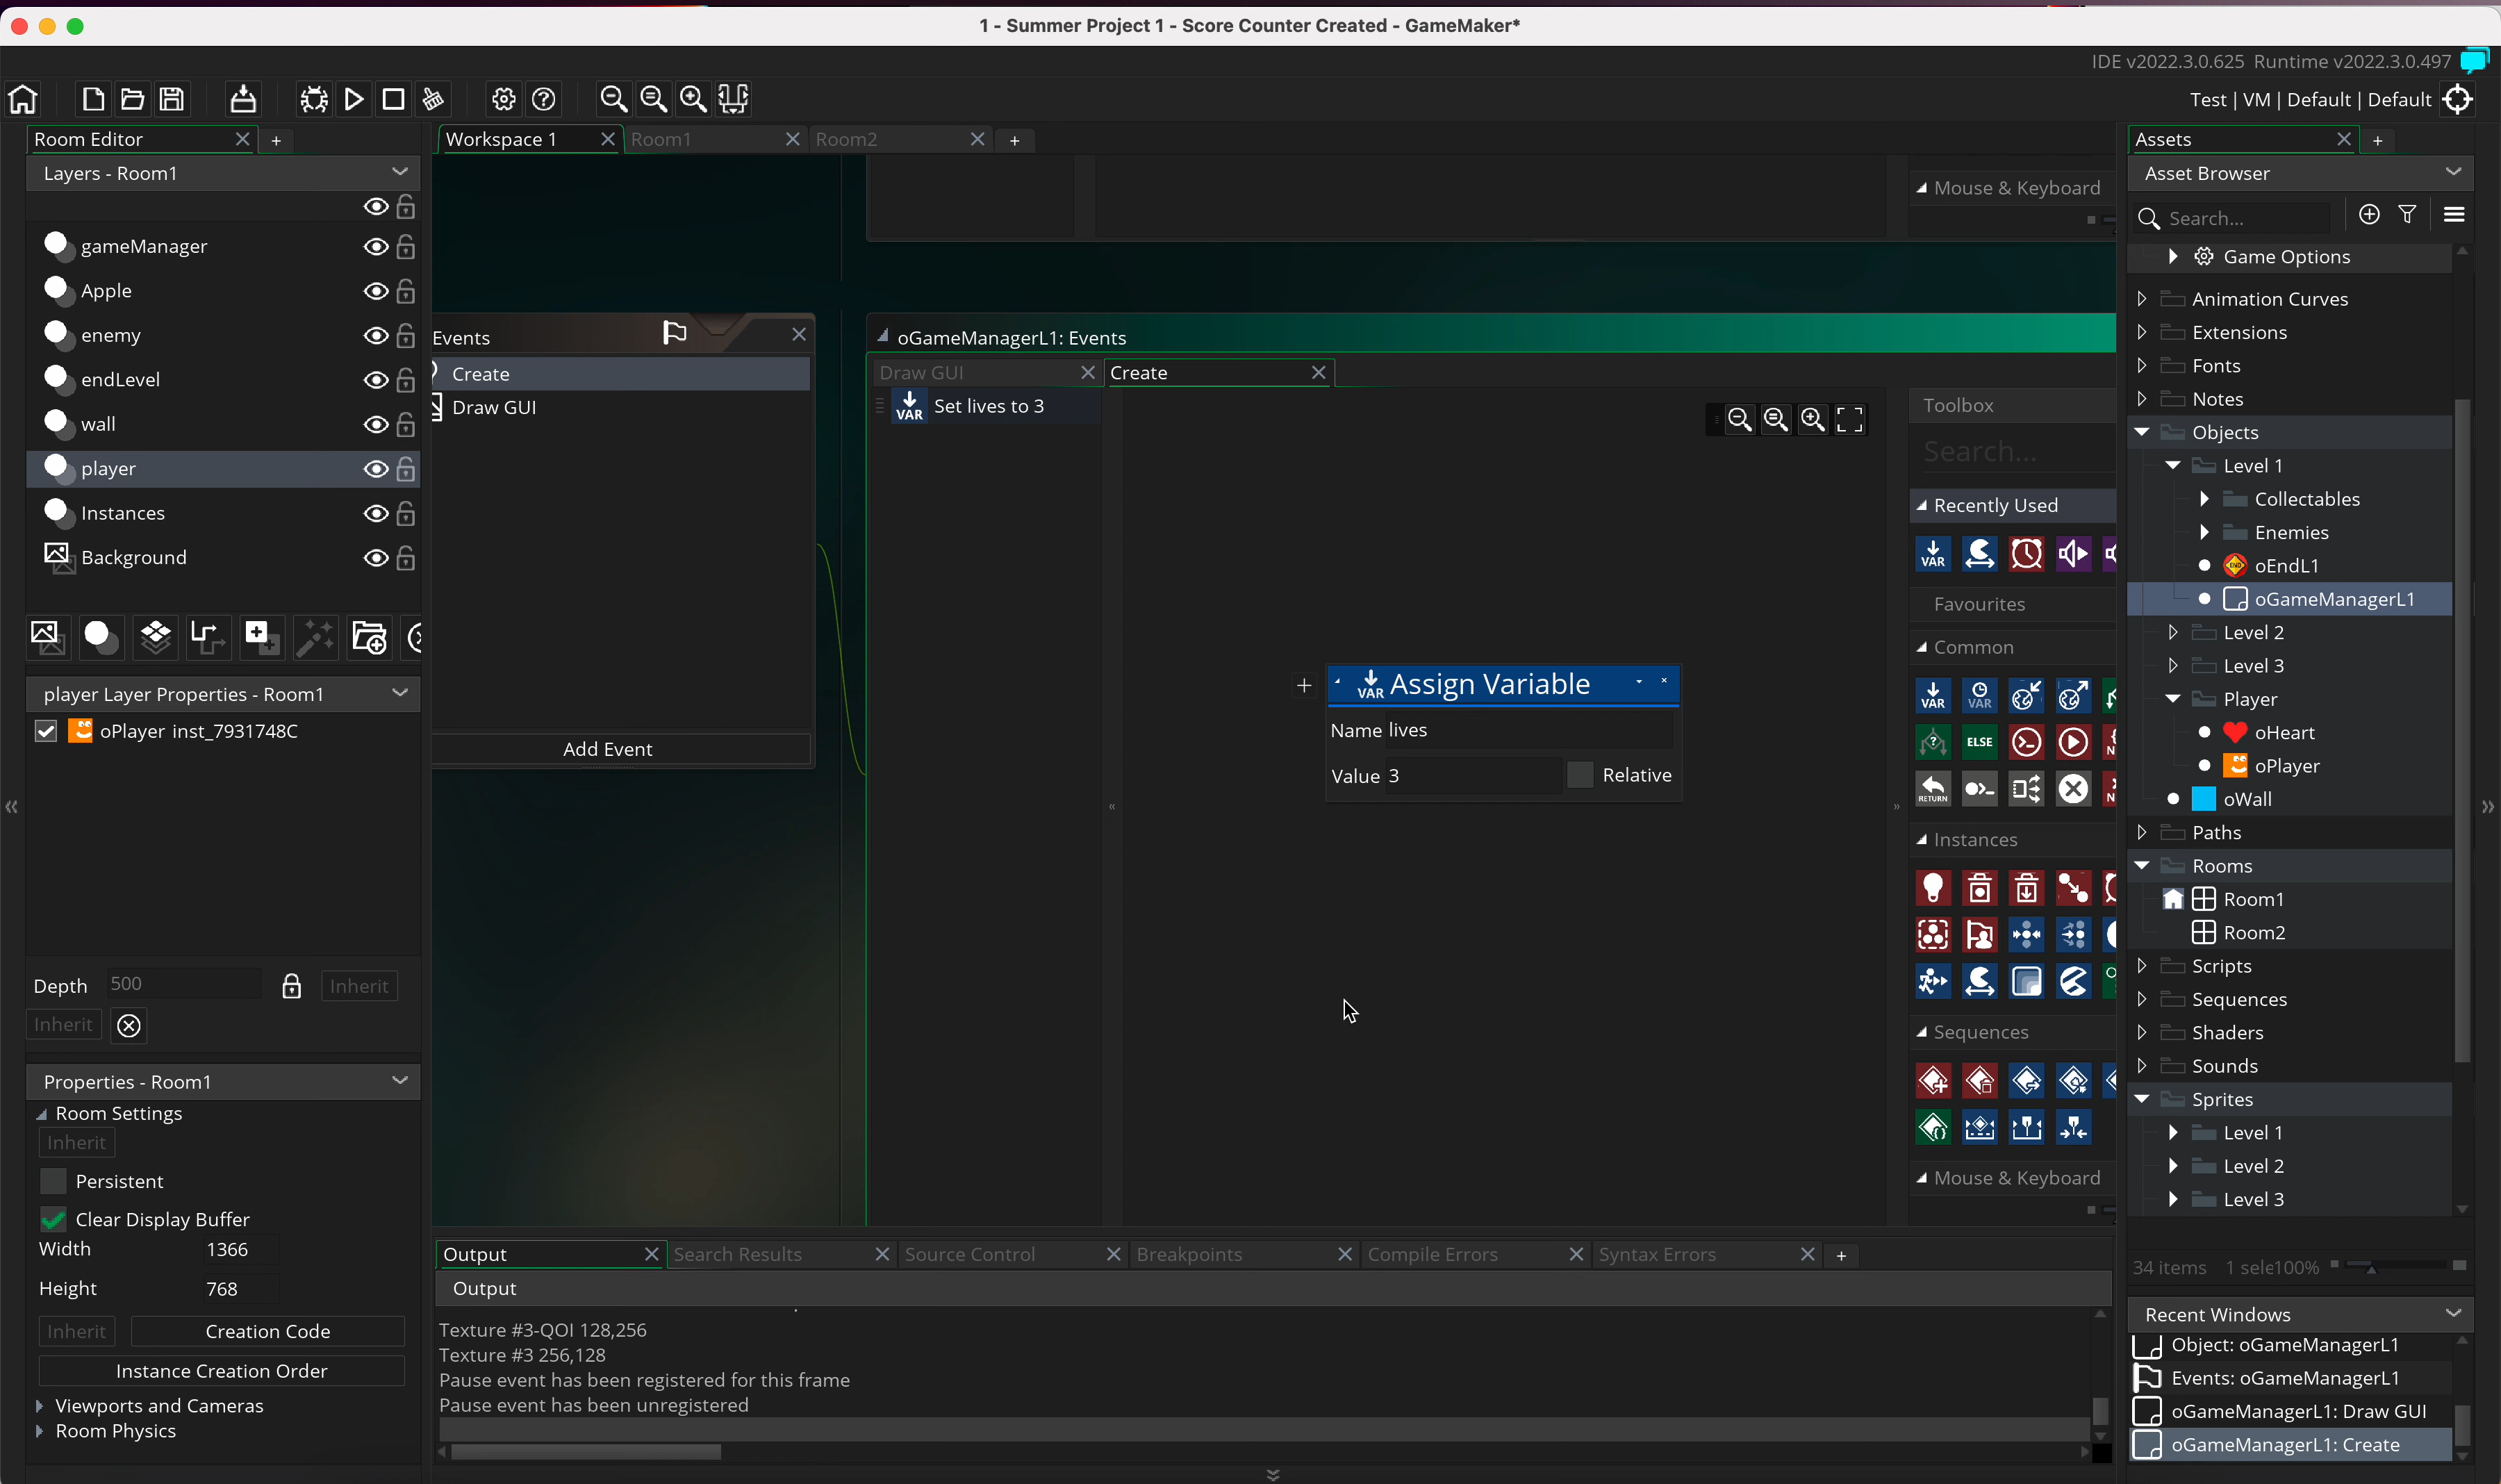 1 - Summer Project 1 - Score Counter Created - GameMaker*
IDE v2022.3.0.625 Runtime v2022.3.0.497
Test | VM | Default | Default
Room Editor
Layers - Room1
gameManager
Apple
enemy
endLevel
wall
player
Instances
Background
player Layer Properties - Room1
oPlayer inst_7931748C
Depth 500 Inherit
Inherit
Properties - Room1
Room Settings
Inherit
Persistent
Clear Display Buffer
Width 1366
Height 768
Inherit Creation Code
Instance Creation Order
Viewports and Cameras
Room Physics
Workspace 1 Room1 Room2
Mouse & Keyboard
Events
Create
Draw GUI
Add Event
oGameManagerL1: Events
Draw GUI Create
VAR Set lives to 3
VAR Assign Variable
Name lives
Value 3 Relative
Toolbox
Search...
Recently Used
VAR
Favourites
Common
VAR VAR
ELSE
RETURN
Instances
Sequences
Mouse & Keyboard
Output Search Results Source Control Breakpoints Compile Errors Syntax Errors
Output
Texture #3-QOI 128,256
Texture #3 256,128
Pause event has been registered for this frame
Pause event has been unregistered
Assets
Asset Browser
Search...
Game Options
Animation Curves
Extensions
Fonts
Notes
Objects
Level 1
Collectables
Enemies
END oEndL1
oGameManagerL1
Level 2
Level 3
Player
oHeart
oPlayer
oWall
Paths
Rooms
Room1
Room2
Scripts
Sequences
Shaders
Sounds
Sprites
Level 1
Level 2
Level 3
34 items 1 sele100%
Recent Windows
Object: oGameManagerL1
Events: oGameManagerL1
oGameManagerL1: Draw GUI
oGameManagerL1: Create